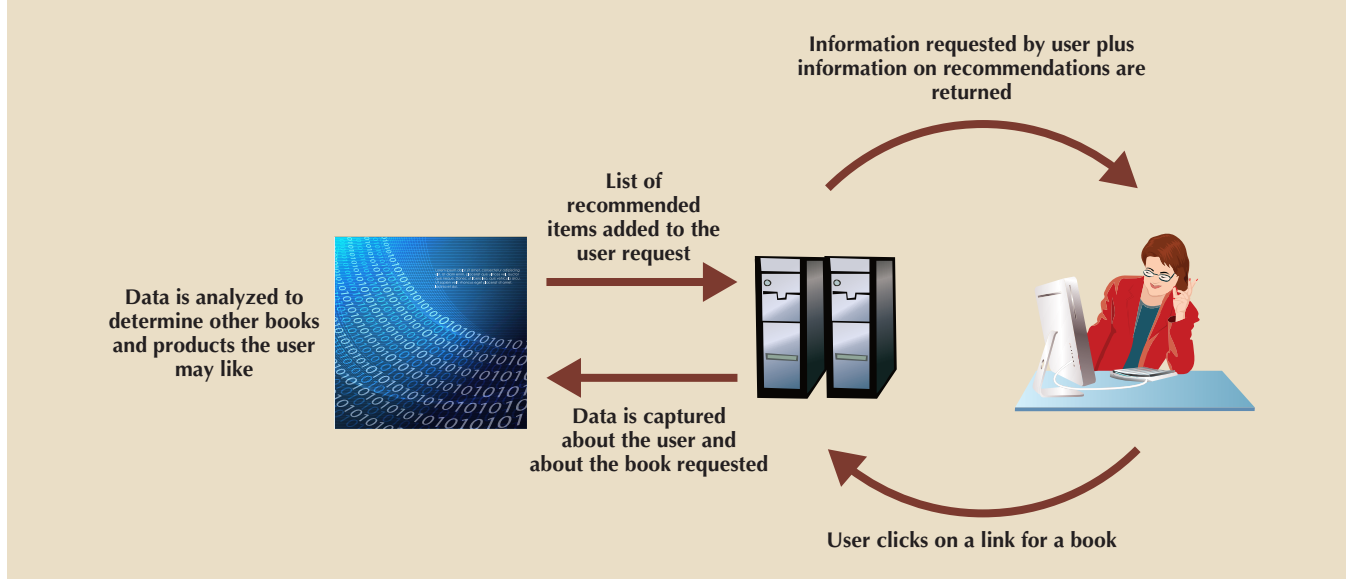 Information requested by user plus
information on recommendations are
returned
List of
recommended
items added to the
user request
Data is analyzed to
determine other books
and products the user
may like
Data is captured
about the user and
about the book requested
User clicks on a link for a book